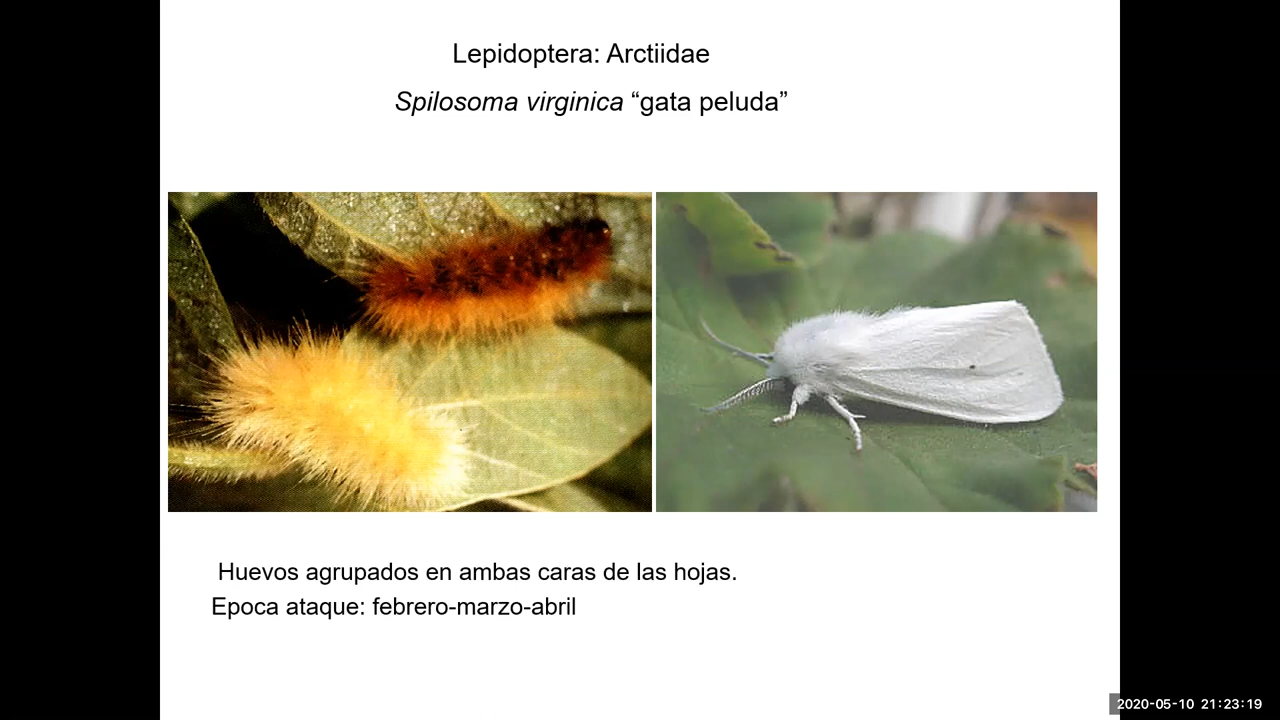 Lepidoptera: Arctiidae
Spilosoma virginica “gata peluda”
Huevos agrupados en ambas caras de las hojas.
Epoca ataque: febrero-marzo-abril
2020-05-10 21:23:19